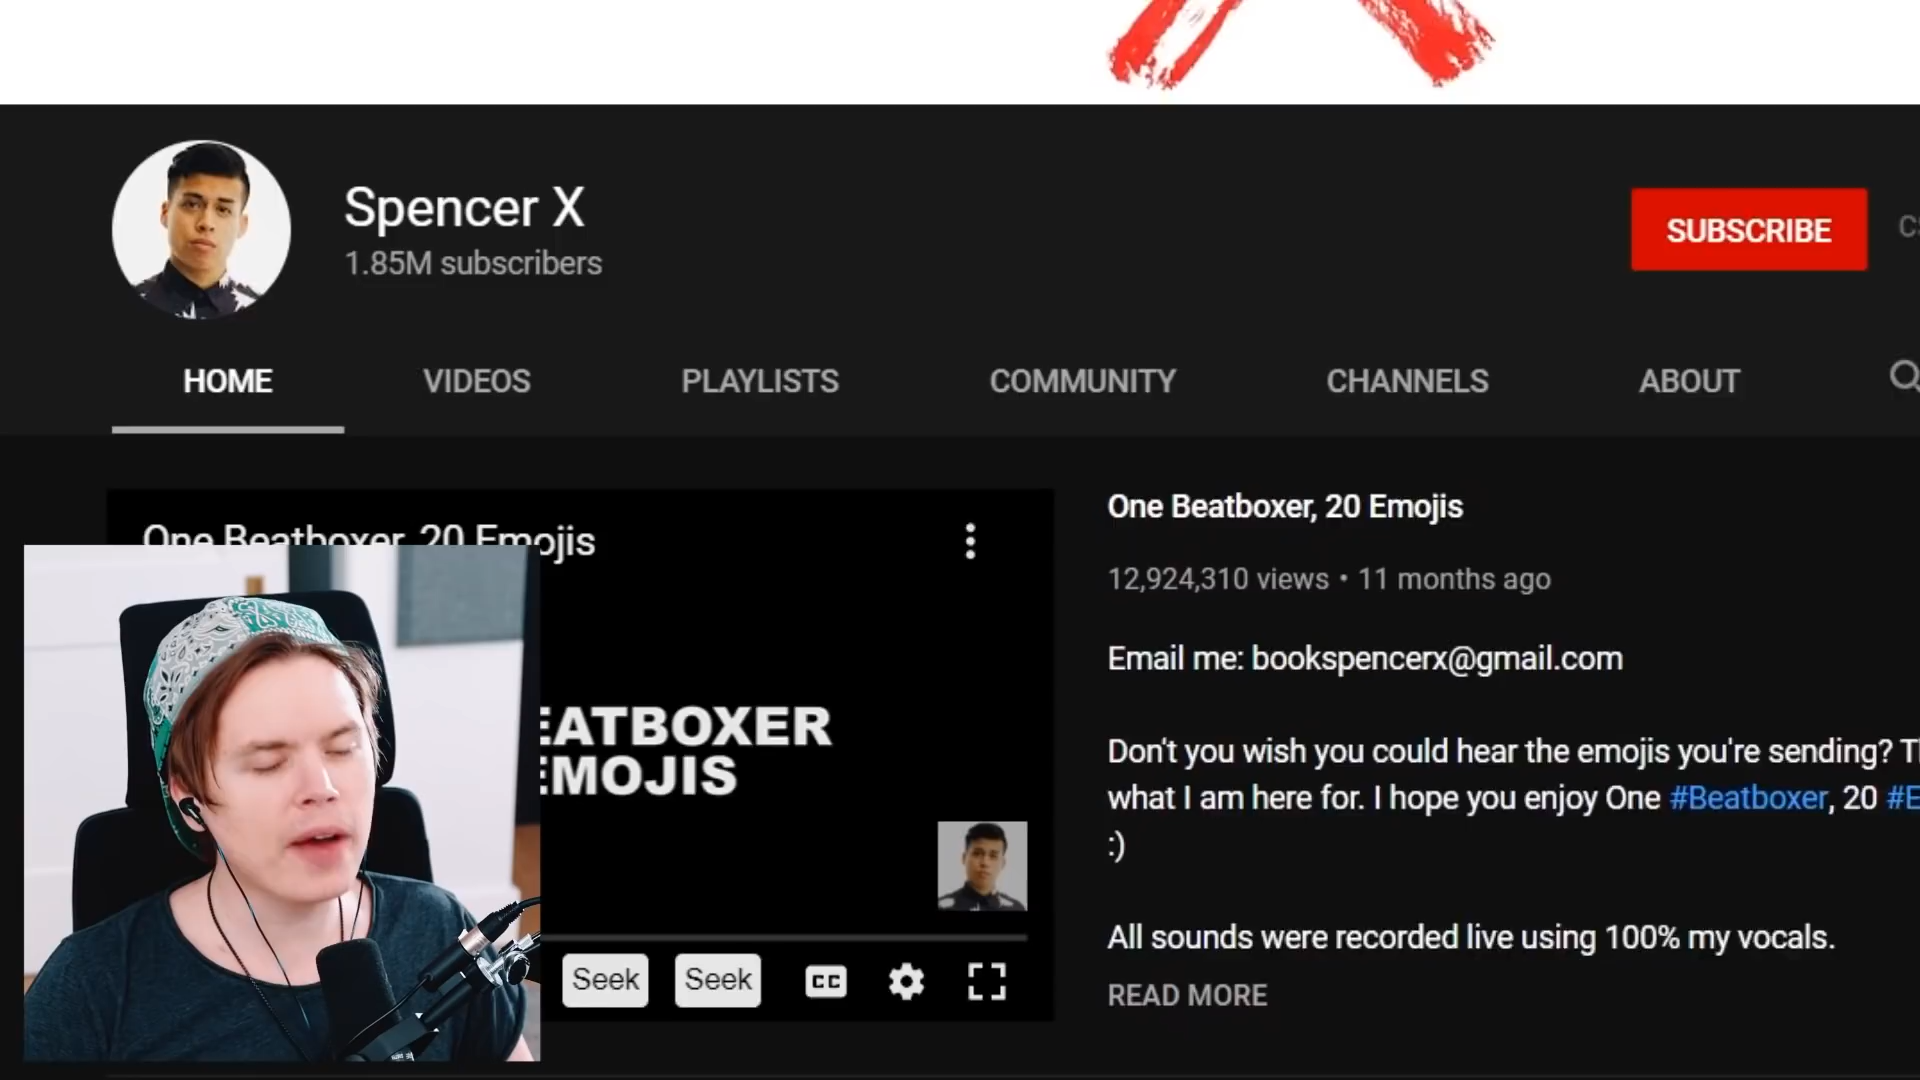 Spencer X
1.85M subscribers
SUBSCRIBE
HOME VIDEOS PLAYLISTS COMMUNITY CHANNELS ABOUT
One Beatboxer, 20 Emojis
EATBOXER
EMOJIS
Seek Seek CC
One Beatboxer, 20 Emojis
12,924,310 views • 11 months ago
Email me: bookspencerx@gmail.com
Don't you wish you could hear the emojis you're sending?
what I am here for. I hope you enjoy One #Beatboxer, 20
:)
All sounds were recorded live using 100% my vocals.
READ MORE